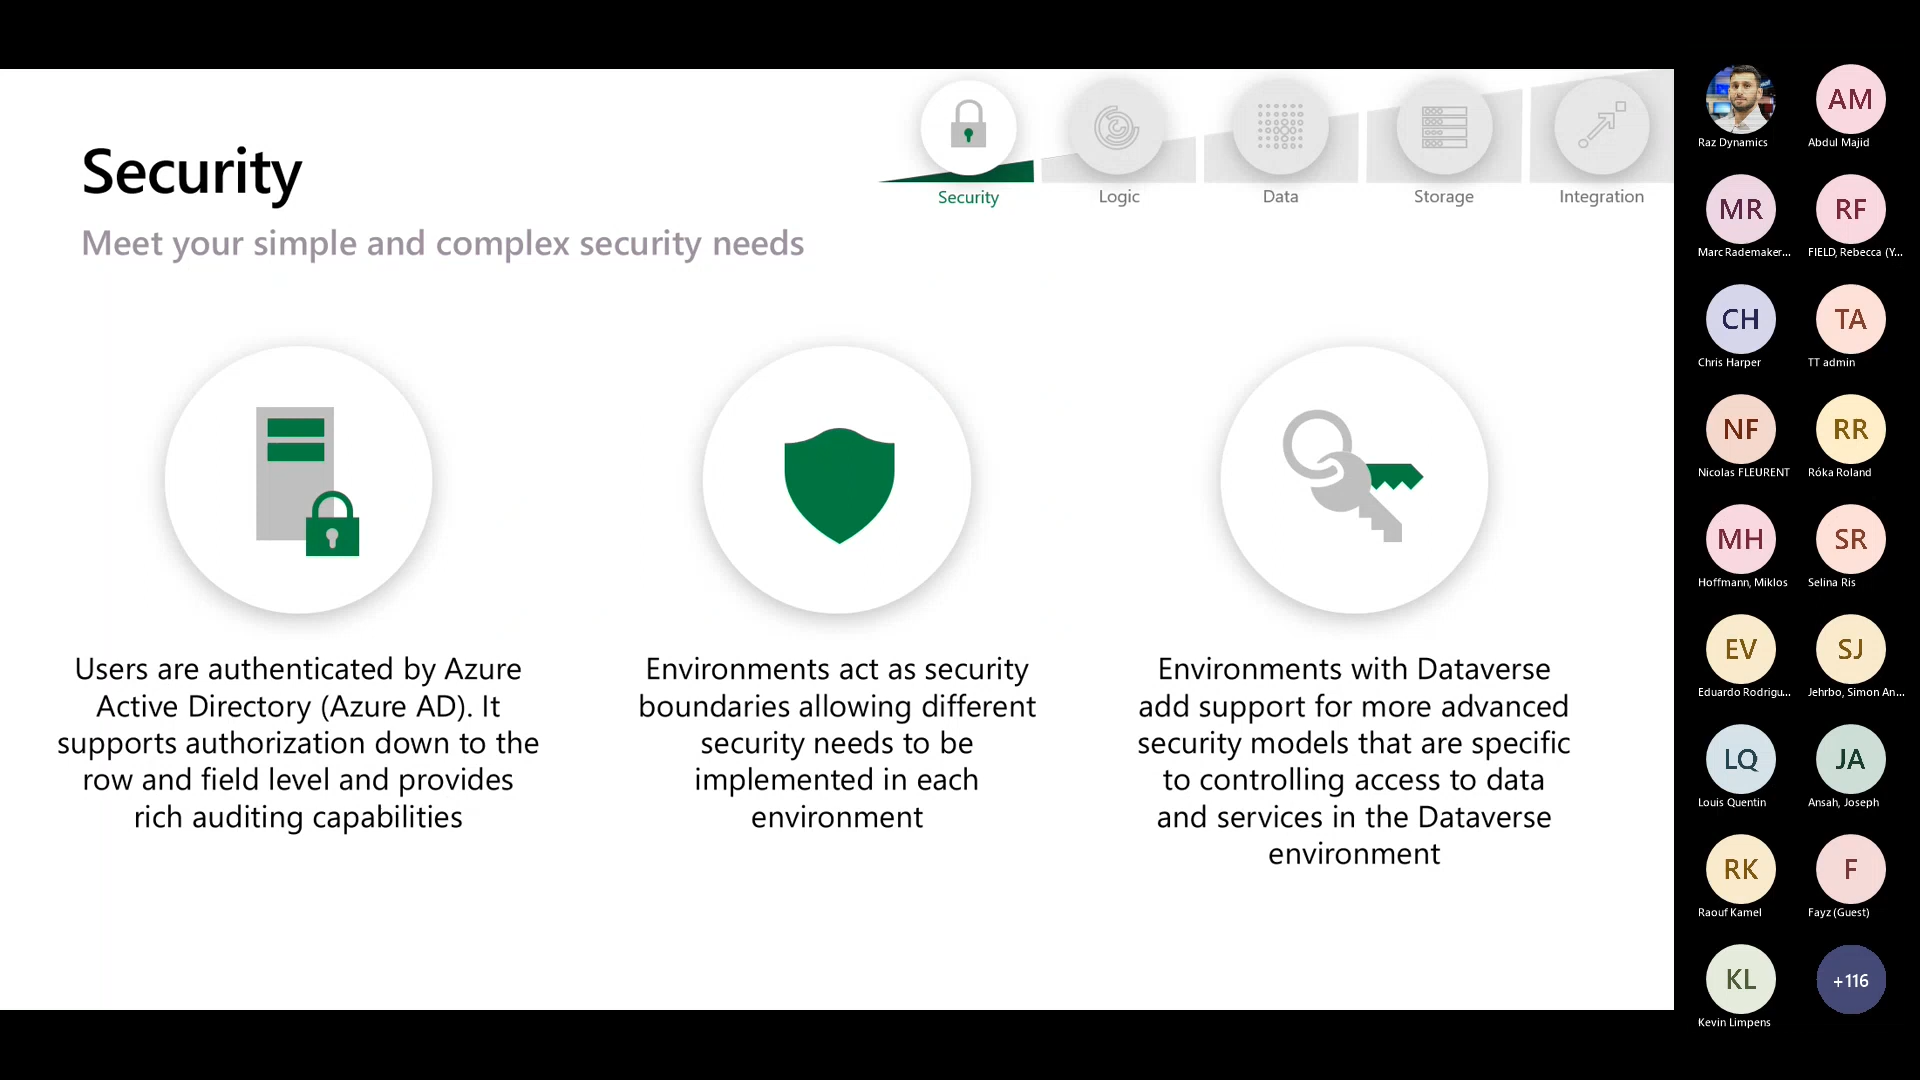 Security
Meet your simple and complex security needs
Security
Logic
Data
Storage
Integration
Users are authenticated by Azure
Active Directory (Azure AD). It
supports authorization down to the
row and field level and provides
rich auditing capabilities
Environments act as security
boundaries allowing different
security needs to be
implemented in each
environment
Environments with Dataverse
add support for more advanced
security models that are specific
to controlling access to data
and services in the Dataverse
environment
Raz Dynamics
AM
Abdul Majid
MR
Marc Rademaker...
RF
FIELD, Rebecca (Y...
CH
Chris Harper
TA
TT admin
NF
Nicolas FLEURENT
RR
Róka Roland
MH
Hoffmann, Miklos
SR
Selina Ris
EV
Eduardo Rodrigu...
SJ
Jehrbo, Simon An...
LQ
Louis Quentin
JA
Ansah, Joseph
RK
Raouf Kamel
F
Fayz (Guest)
KL
Kevin Limpens
+116